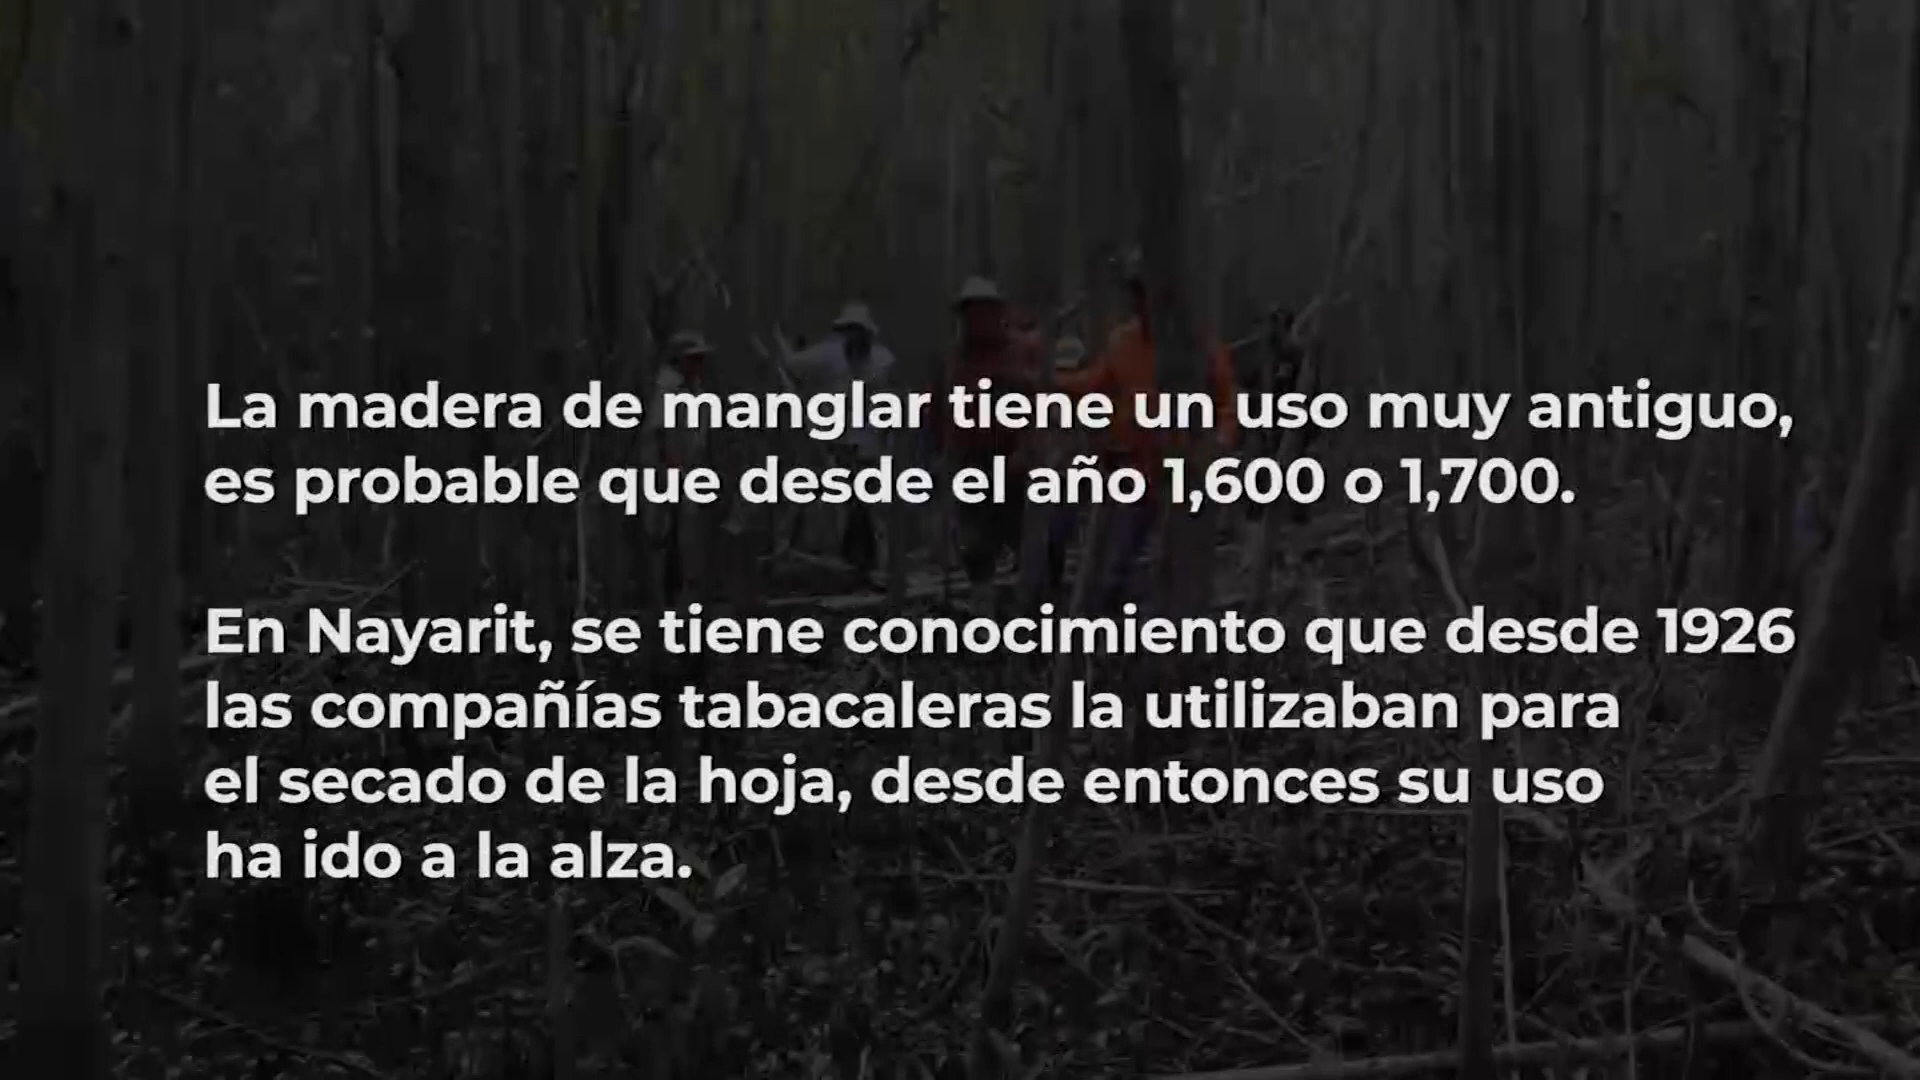 La madera de manglar tiene un uso muy antiguo,
es probable que desde el año 1,600 o 1,700.
En Nayarit, se tiene conocimiento que desde 1926
las compañías tabacaleras la utilizaban para
el secado de la hoja, desde entonces su uso
ha ido a la alza.